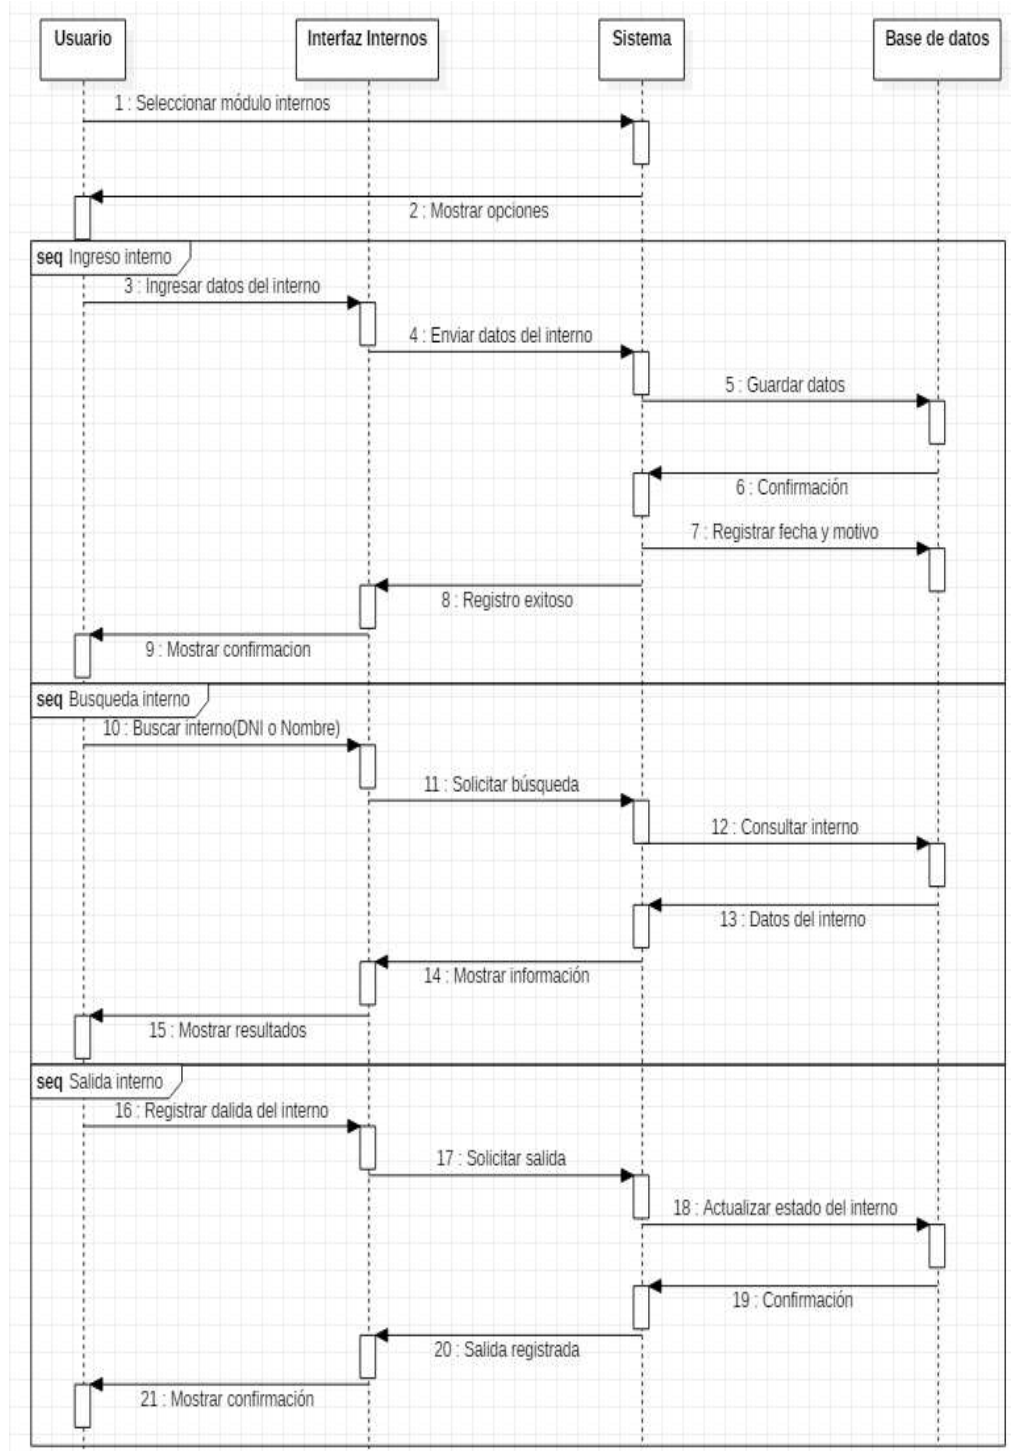 Usuario
Interfaz Internos
Sistema
Base de datos
1 : Seleccionar módulo internos
2 : Mostrar opciones
seq Ingreso interno
3 : Ingresar datos del interno
4 : Enviar datos del interno
5 : Guardar datos
6 : Confirmación
7 : Registrar fecha y motivo
8 : Registro exitoso
9 : Mostrar confirmacion
seq Busqueda interno
10 : Buscar interno(DNI o Nombre)
11 : Solicitar búsqueda
12 : Consultar interno
13 : Datos del interno
14 : Mostrar información
15 : Mostrar resultados
seq Salida interno
16 : Registrar dalida del interno
17 : Solicitar salida
18 : Actualizar estado del interno
19 : Confirmación
20 : Salida registrada
21 : Mostrar confirmación